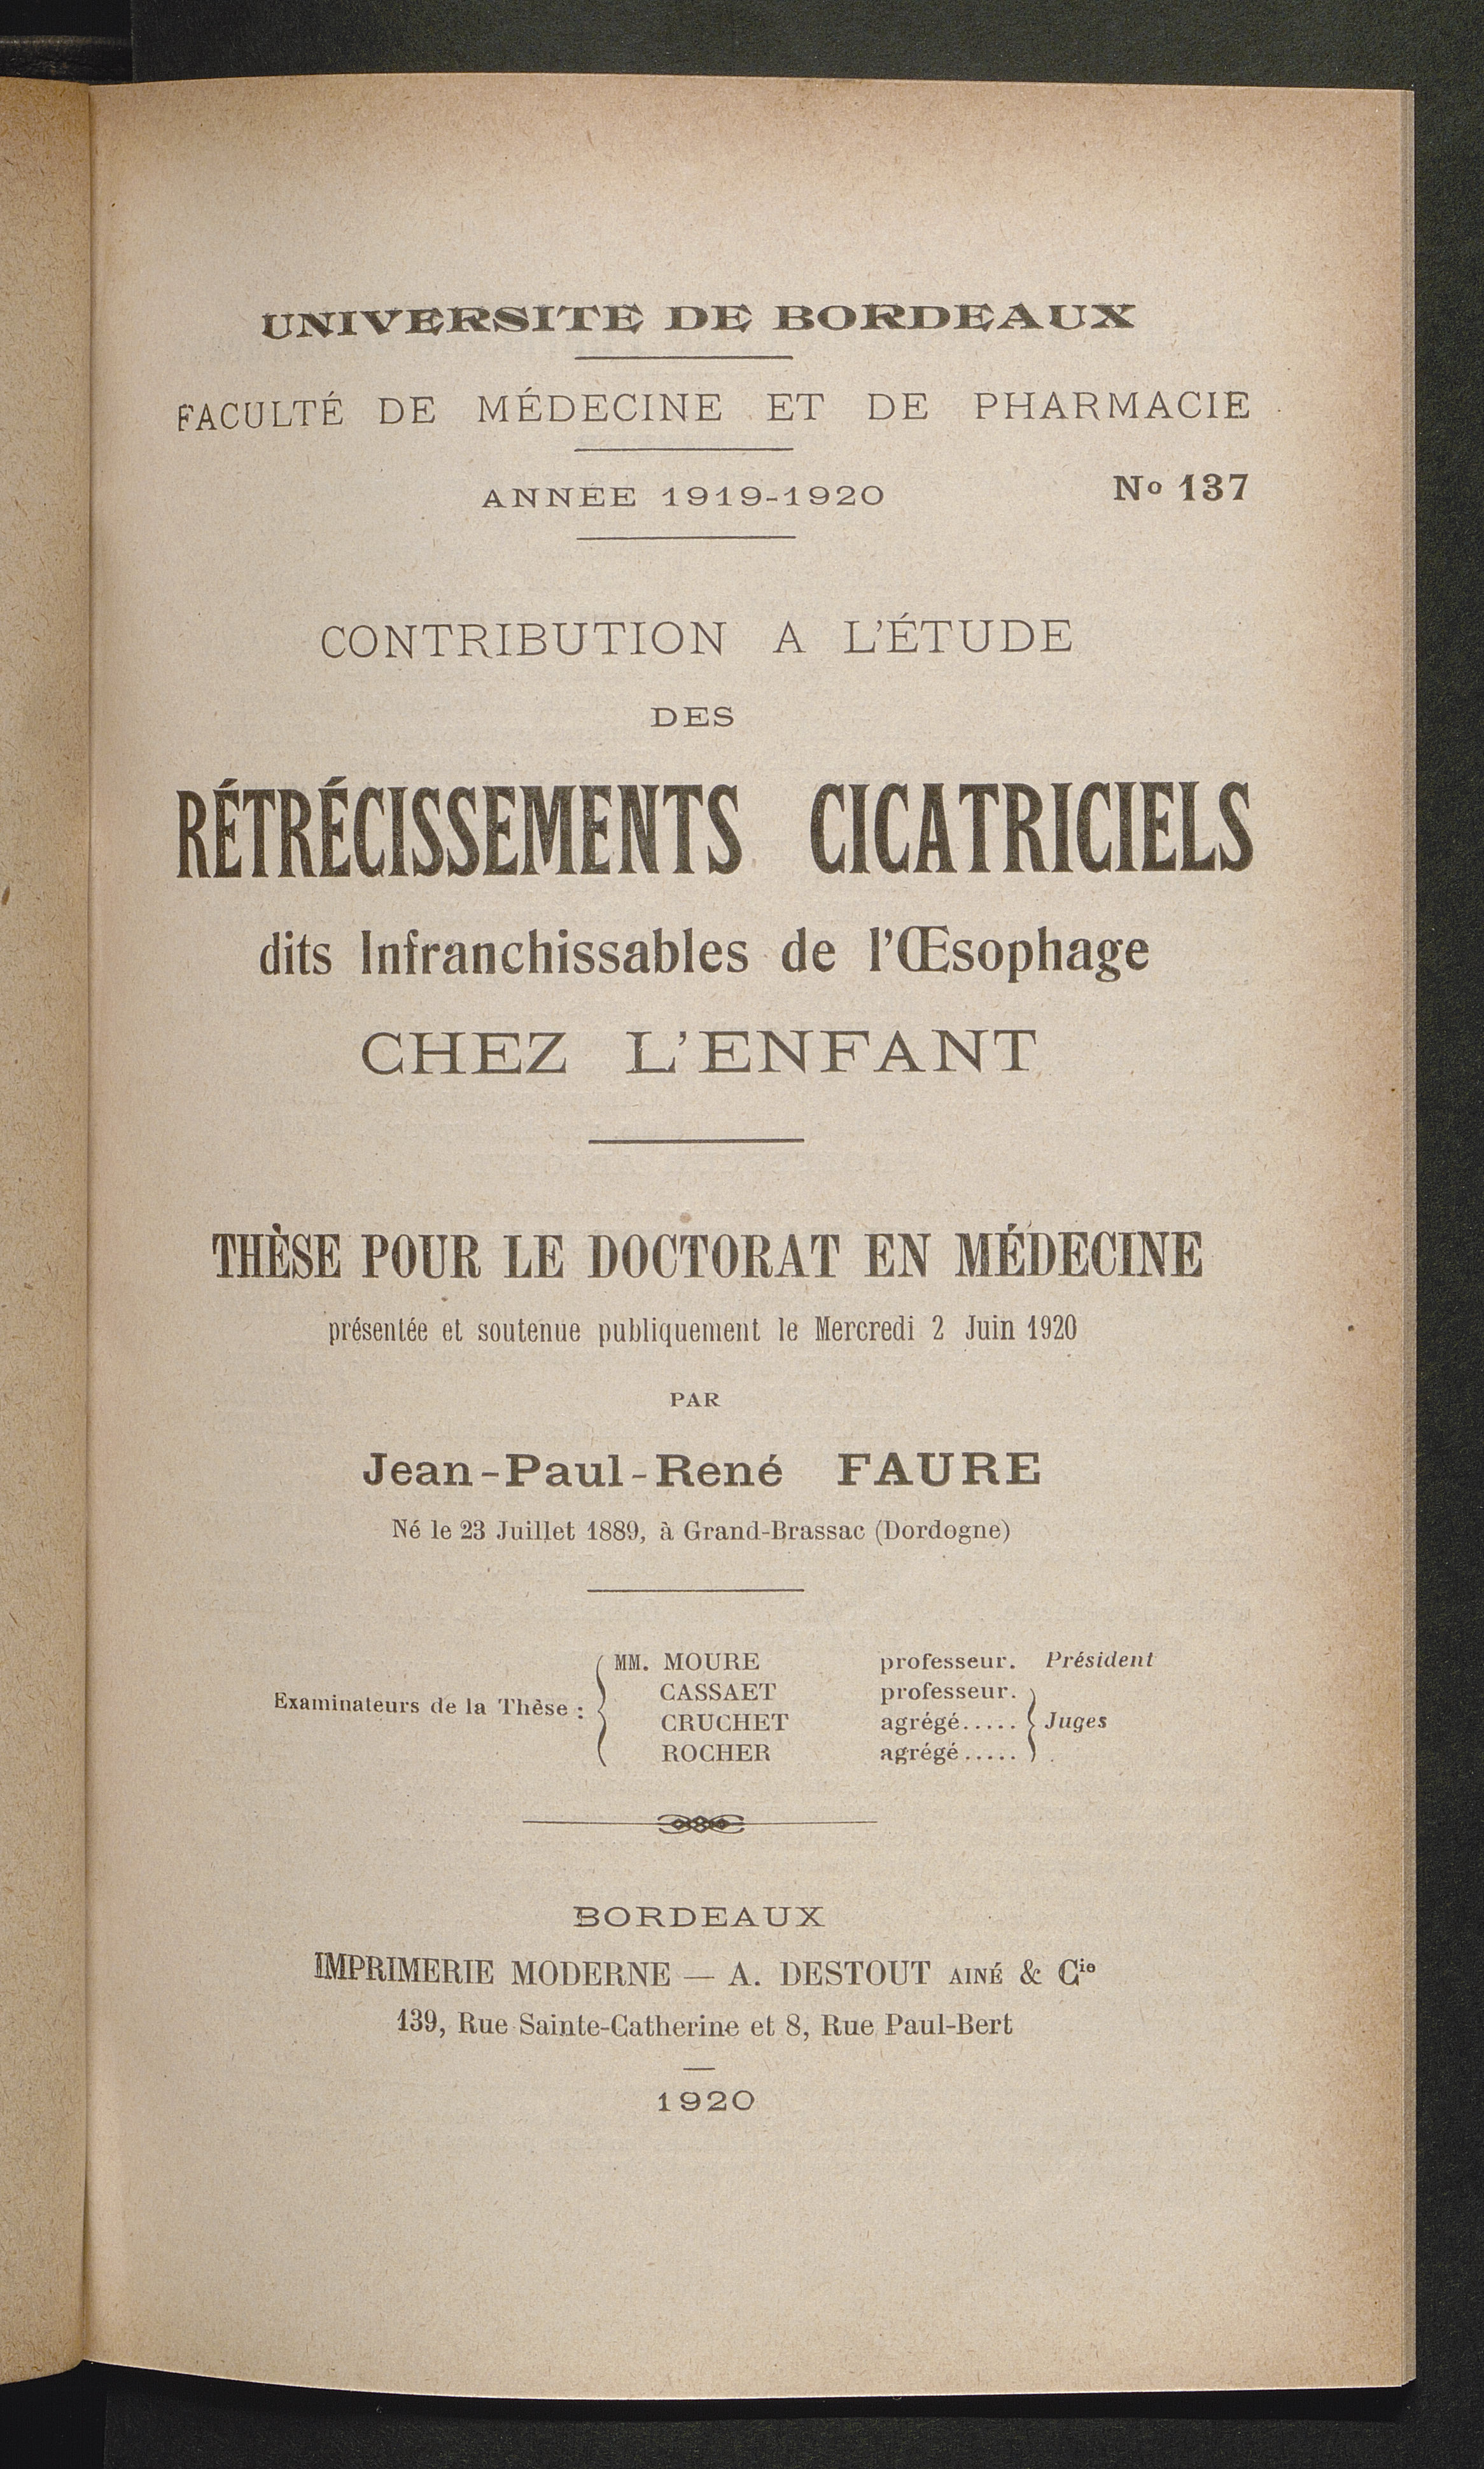 UNIVERSITE DE BORDEAUX
FACULTÉ DE MÉDECINE ET DE PHARMACIE
ANNEE 1919-1920 No 137
CONTRIBUTION A L'ÉTUDE
DES
RÉTRÉCISSEMENTS CICATRICIELS
dits Infranchissables de l'Œsophage
CHEZ L'ENFANT
THÈSE POUR LE DOCTORAT EN MÉDECINE
présentée et soutenue publiquement le Mercredi 2 Juin 1920
PAR
Jean-Paul-René FAURE
Né le 23 Juillet 1889, à Grand-Brassac (Dordogne)
Examinateurs de la Thèse :
MM. MOURE professeur. Président
CASSAET professeur.
CRUCHET agrégé..... Juges
ROCHER agrégé.....
BORDEAUX
IMPRIMERIE MODERNE — A. DESTOUT AINÉ & Cie
139, Rue Sainte-Catherine et 8, Rue Paul-Bert
1920